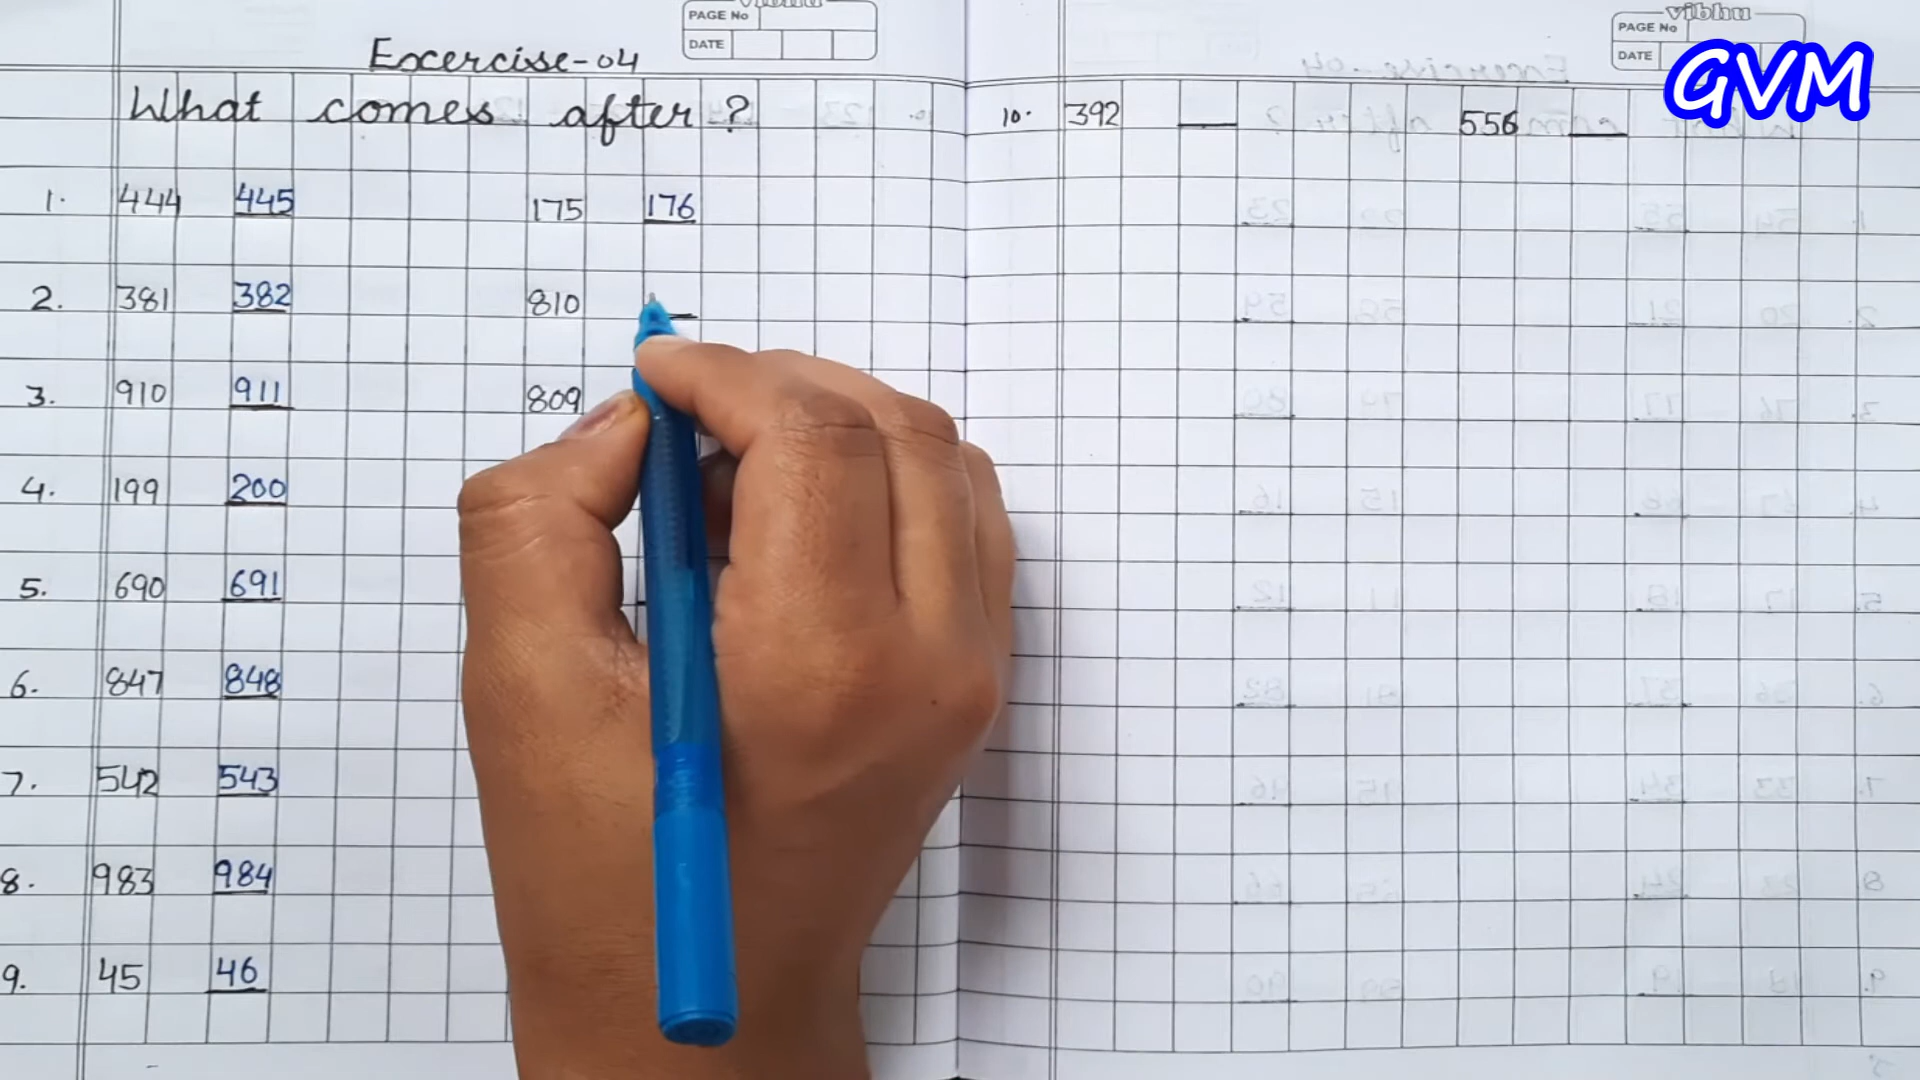 vibhu
PAGE No
DATE
Excercise-04
What comes after?
1. 444 445 175 176
2. 381 382 810
3. 910 911 809
4. 199 200
5. 690 691
6. 847 848
7. 542 543
8. 983 984
9. 45 46
vibhu
PAGE No
DATE
GVM
10. 392 556